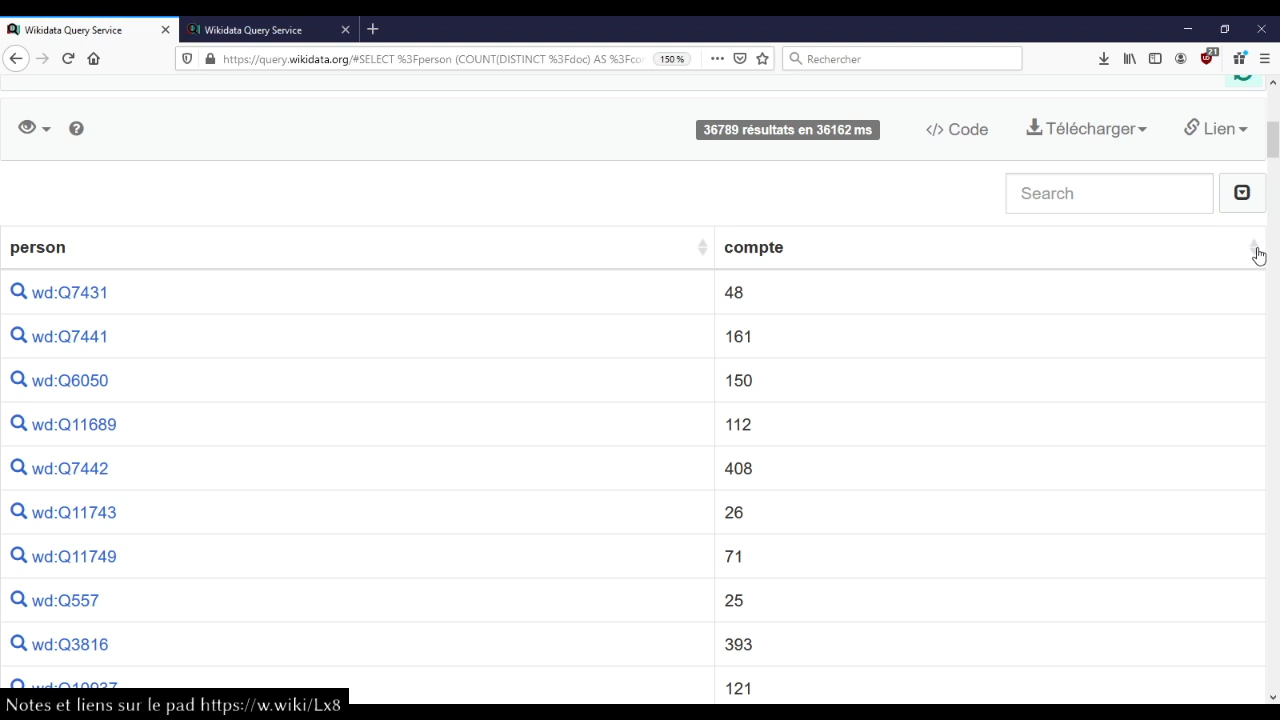 Wikidata Query Service
Wikidata Query Service
https://query.wikidata.org/#SELECT %3Fperson (COUNT(DISTINCT %3Fdoc) AS %3Fco
150 %
Rechercher
21
36789 résultats en 36162 ms
</> Code
Télécharger
Lien
Search
person compte
wd:Q7431 48
wd:Q7441 161
wd:Q6050 150
wd:Q11689 112
wd:Q7442 408
wd:Q11743 26
wd:Q11749 71
wd:Q557 25
wd:Q3816 393
wd:Q10937 121
Notes et liens sur le pad https://w.wiki/Lx8